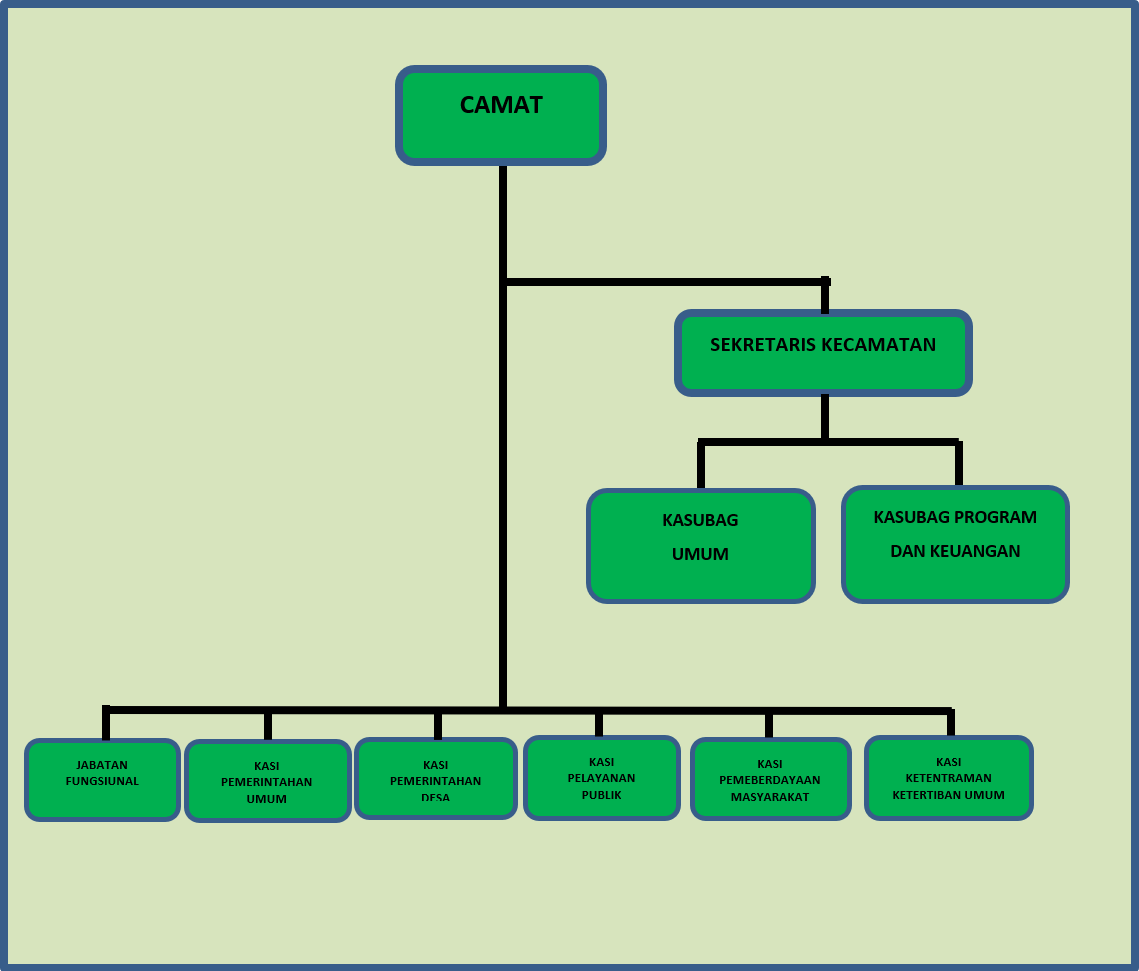 CAMAT
SEKRETARIS KECAMATAN
KASUBAG
UMUM
KASUBAG PROGRAM
DAN KEUANGAN
JABATAN
FUNGSIUNAL
KASI
PEMERINTAHAN
UMUM
KASI
PEMERINTAHAN
DESA
KASI
PELAYANAN
PUBLIK
KASI
PEMEBERDAYAAN
MASYARAKAT
KASI
KETENTRAMAN
KETERTIBAN UMUM